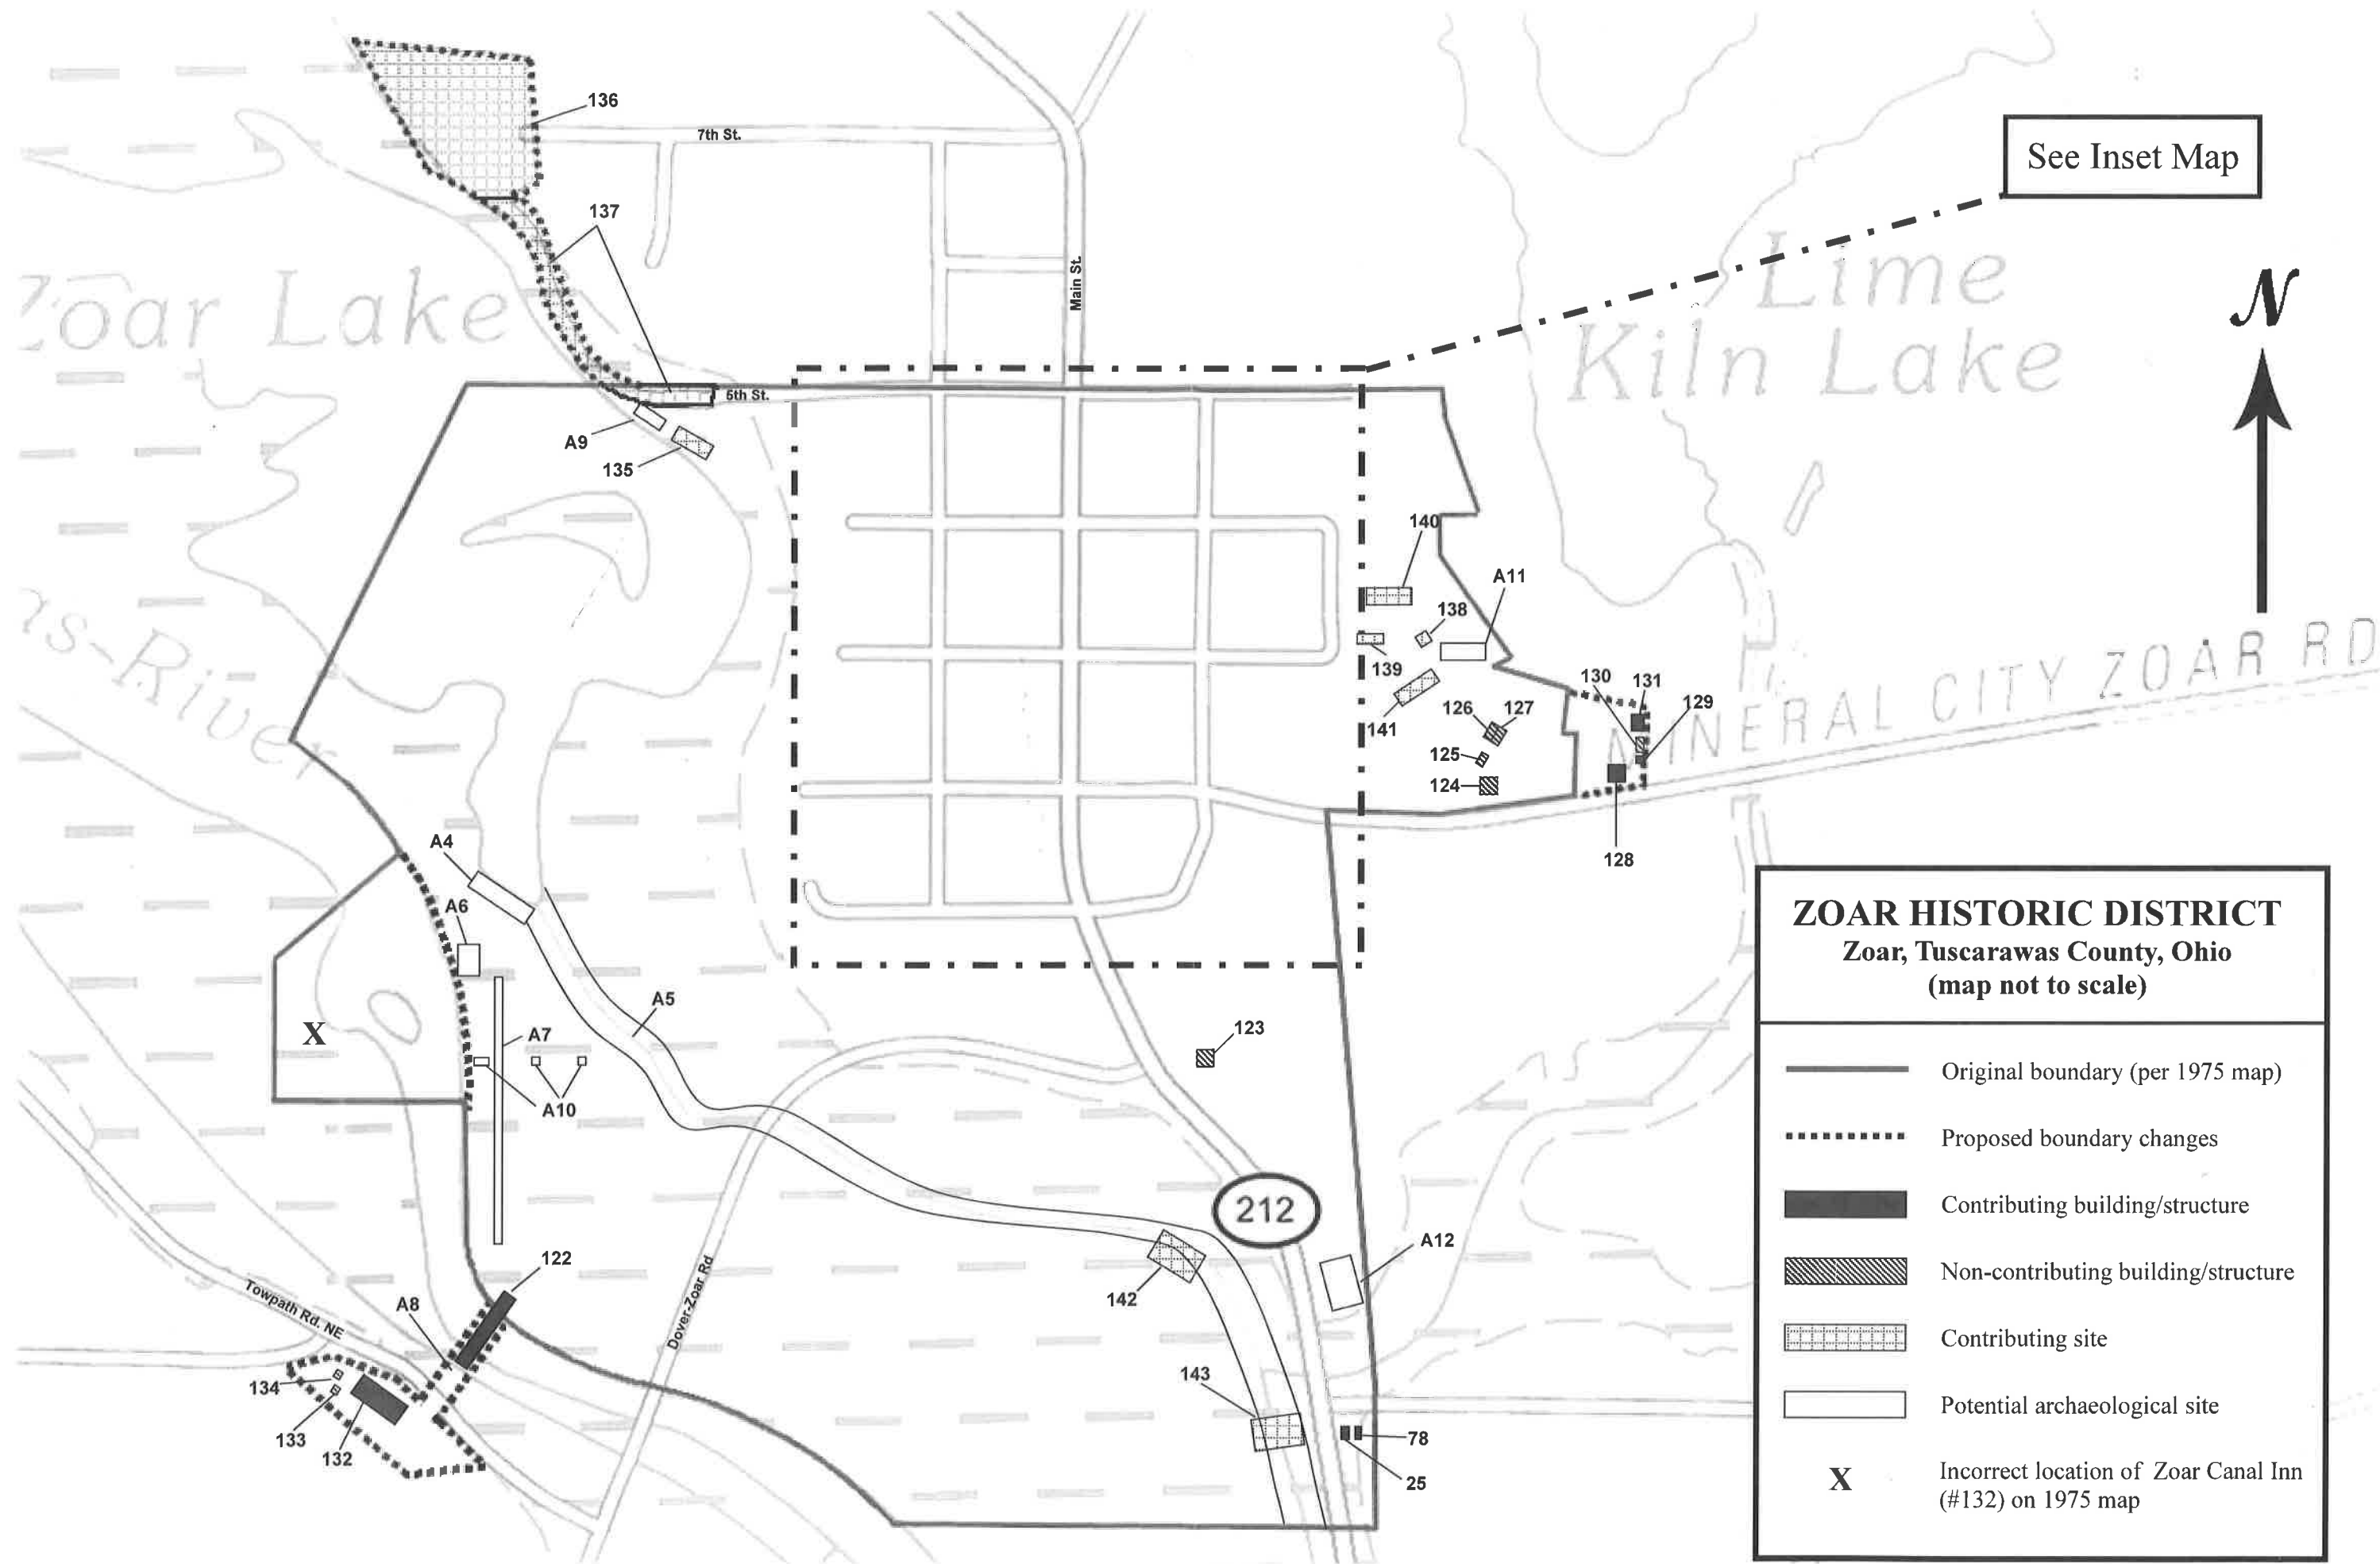 136
7th St.
See Inset Map
137
Main St.
Zoar Lake
Lime
Kiln Lake
N
5th St.
A9
135
140
A11
138
139
141
130
131
129
126
127
125
124
128
MINERAL CITY ZOAR RD
River
A4
A6
A5
A7
X
A10
123
212
A12
122
A8
Towpath Rd. NE
Dover-Zoar Rd
142
143
134
133
132
78
25
ZOAR HISTORIC DISTRICT
Zoar, Tuscarawas County, Ohio
(map not to scale)
Original boundary (per 1975 map)
Proposed boundary changes
Contributing building/structure
Non-contributing building/structure
Contributing site
Potential archaeological site
X
Incorrect location of Zoar Canal Inn
(#132) on 1975 map